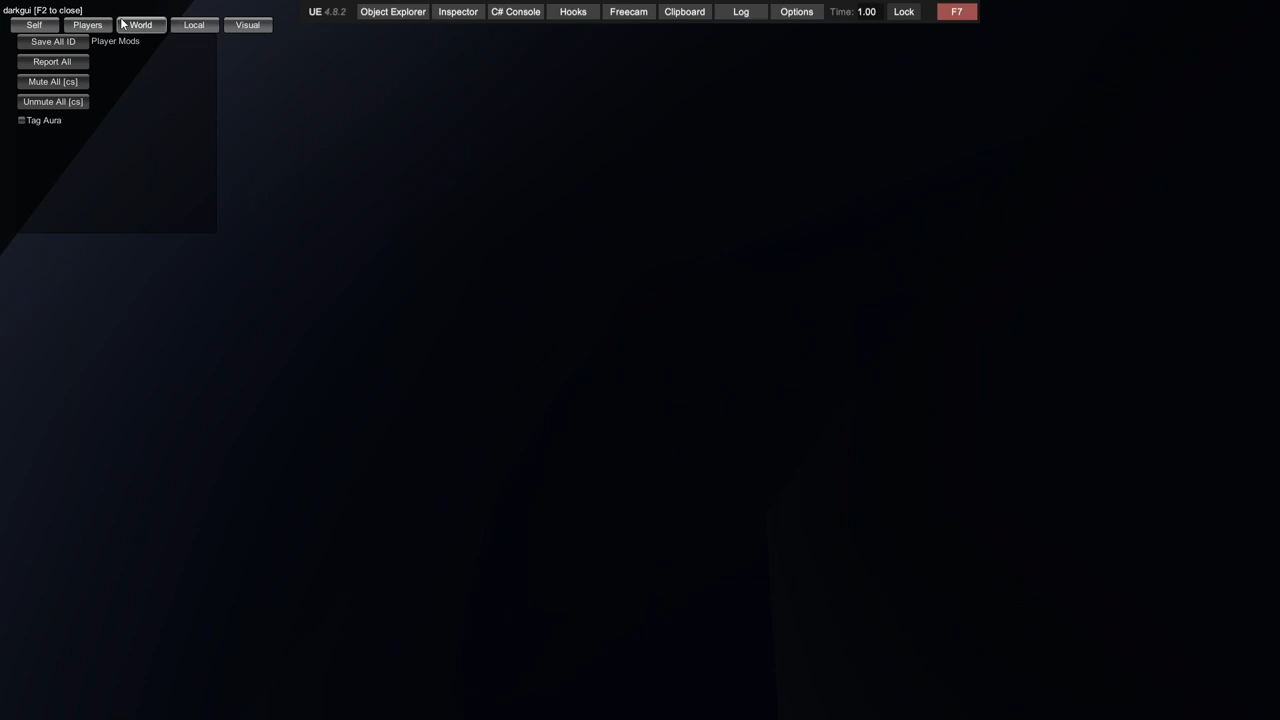 darkgui [F2 to close]
Self Players World Local Visual
UE 4.8.2 Object Explorer Inspector C# Console Hooks Freecam Clipboard Log Options Time: 1.00 Lock F7
Save All ID Player Mods
Report All
Mute All [cs]
Unmute All [cs]
Tag Aura